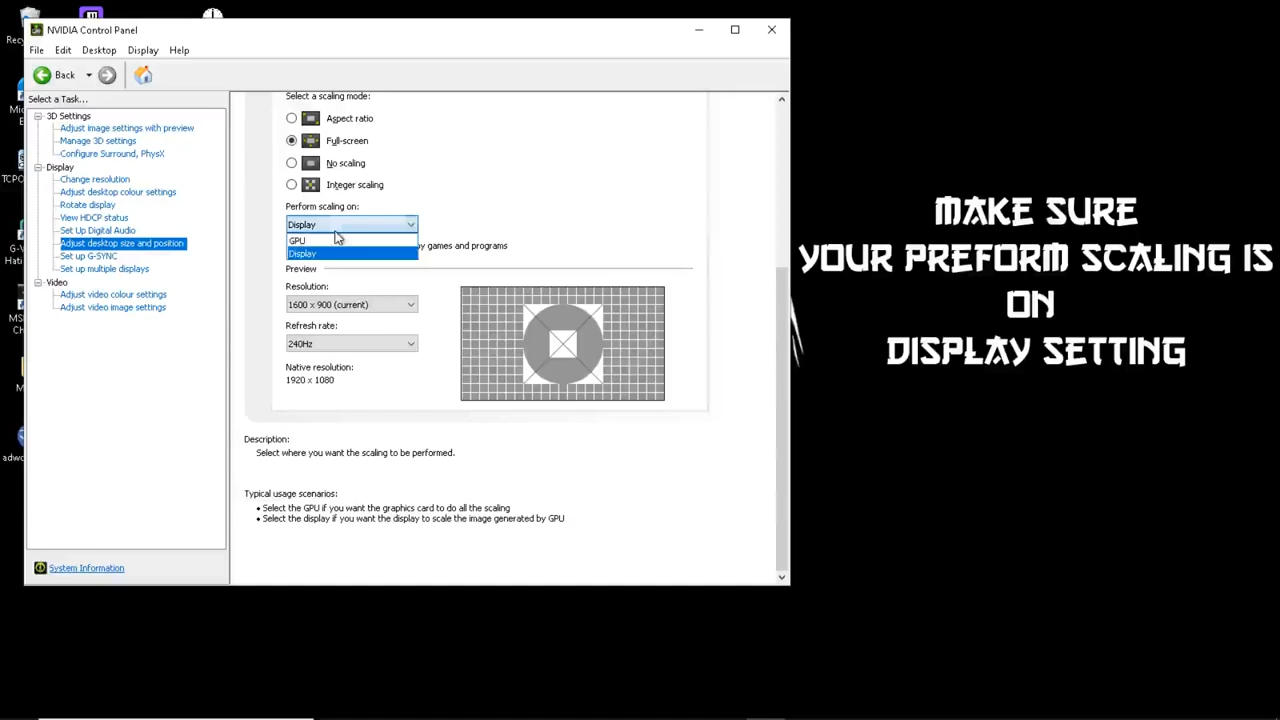 Recy
NVIDIA Control Panel
File Edit Desktop Display Help
Back
Select a Task...
3D Settings
Adjust image settings with preview
Manage 3D settings
Configure Surround, PhysX
Display
Change resolution
Adjust desktop colour settings
Rotate display
View HDCP status
Set Up Digital Audio
Adjust desktop size and position
Set up G-SYNC
Set up multiple displays
Video
Adjust video colour settings
Adjust video image settings
System Information
Select a scaling mode:
Aspect ratio
Full-screen
No scaling
Integer scaling
Perform scaling on:
Display
GPU
Display
y games and programs
Preview
Resolution:
1600 x 900 (current)
Refresh rate:
240Hz
Native resolution:
1920 x 1080
Description:
Select where you want the scaling to be performed.
Typical usage scenarios:
• Select the GPU if you want the graphics card to do all the scaling
• Select the display if you want the display to scale the image generated by GPU
MAKE SURE
YOUR PREFORM SCALING IS
ON
DISPLAY SETTING